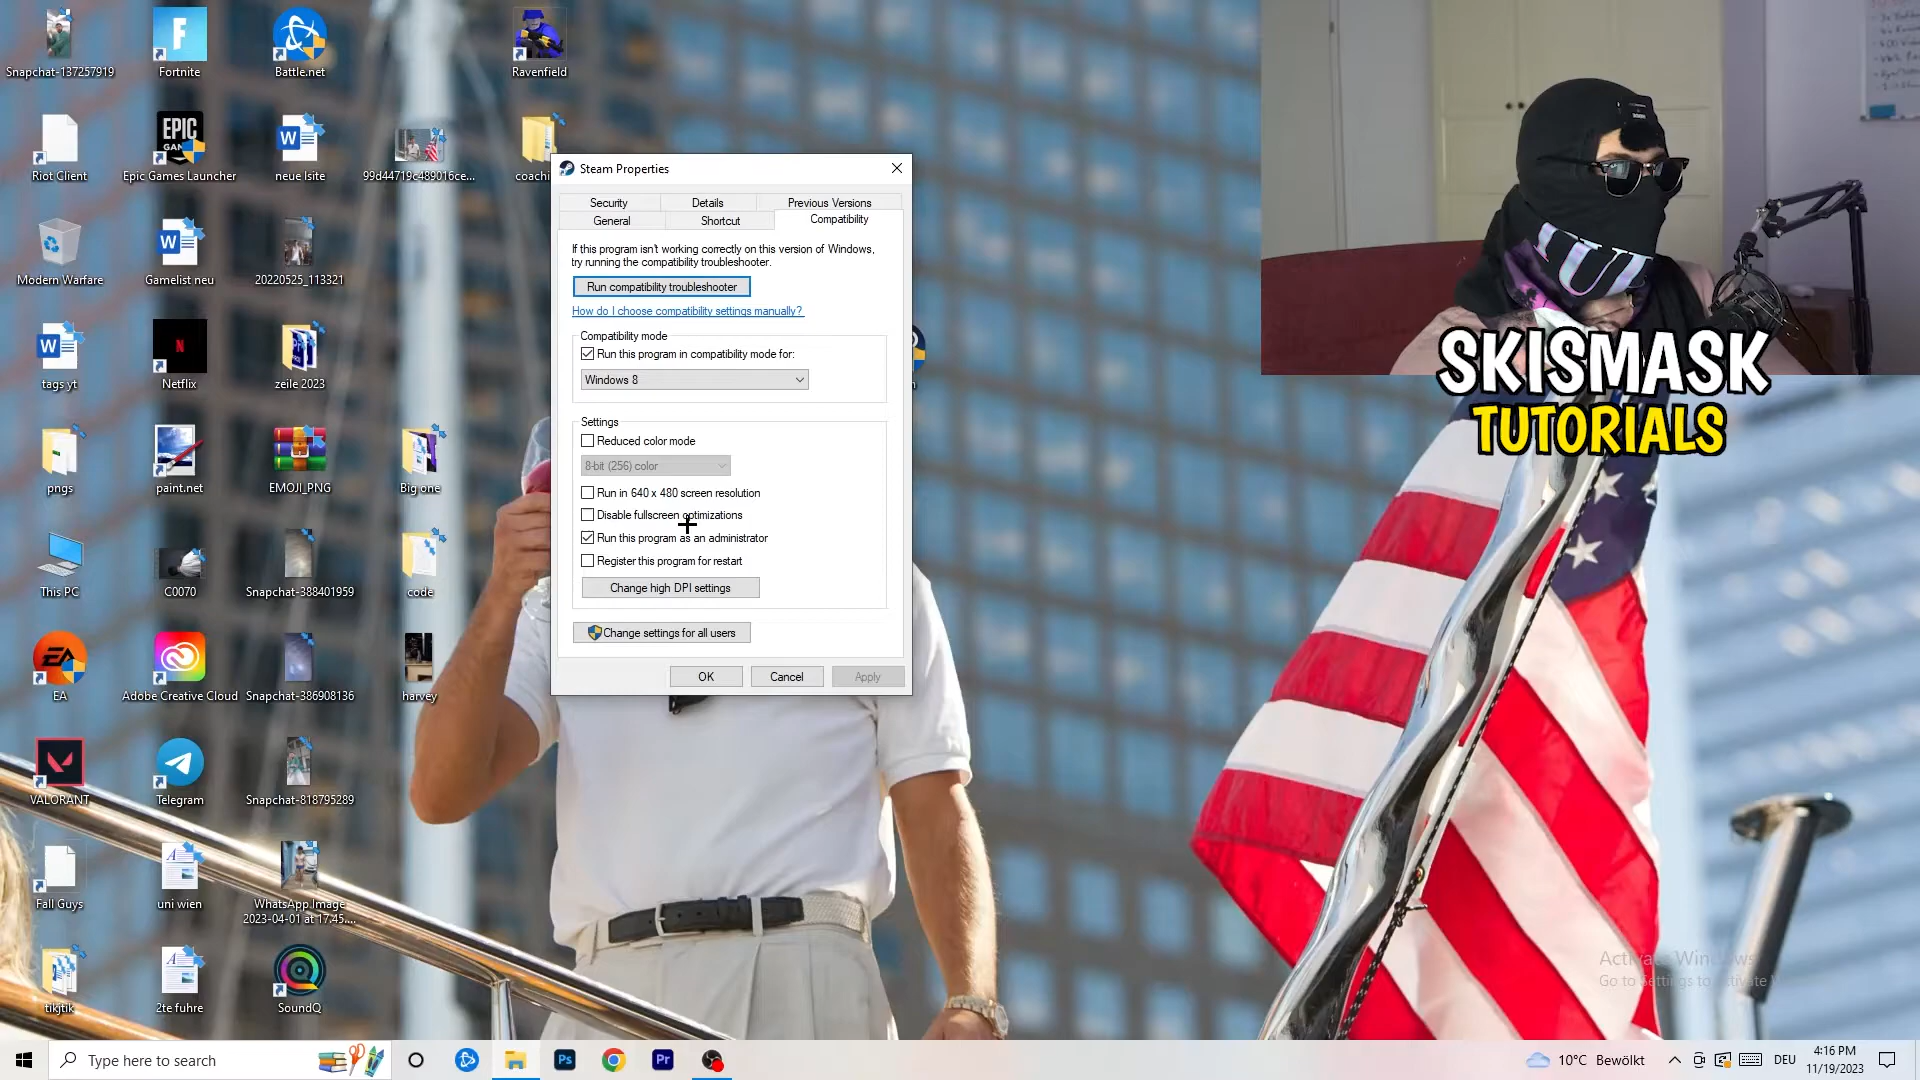 Snapchat-137257919
Fortnite
Battle.net
Ravenfield
Riot Client
EPIC
Epic Games Launcher
neue lsite
99d44719c489016ce...
coachi
Modern Warfare
Gamelist neu
20220525_113321
tags yt
Netflix
zeile 2023
pngs
paint.net
EMOJI_PNG
Big one
This PC
C0070
Snapchat-388401959
code
EA
Adobe Creative Cloud
Snapchat-386908136
harvey
VALORANT
Telegram
Snapchat-818795289
Fall Guys
uni wien
WhatsApp Image
2023-04-01 at 17.45....
tikjtik
2te fuhre
SoundQ
Steam Properties
Security
Details
Previous Versions
General
Shortcut
Compatibility
If this program isn't working correctly on this version of Windows,
try running the compatibility troubleshooter.
Run compatibility troubleshooter
How do I choose compatibility settings manually?
Compatibility mode
Run this program in compatibility mode for:
Windows 8
Settings
Reduced color mode
8-bit (256) color
Run in 640 x 480 screen resolution
Disable fullscreen optimizations
Run this program as an administrator
Register this program for restart
Change high DPI settings
Change settings for all users
OK
Cancel
Apply
SKISMASK
TUTORIALS
Activate Windows
Go to Settings to activate
Type here to search
Ps
Pr
10°C Bewölkt
DEU
4:16 PM
11/19/2023